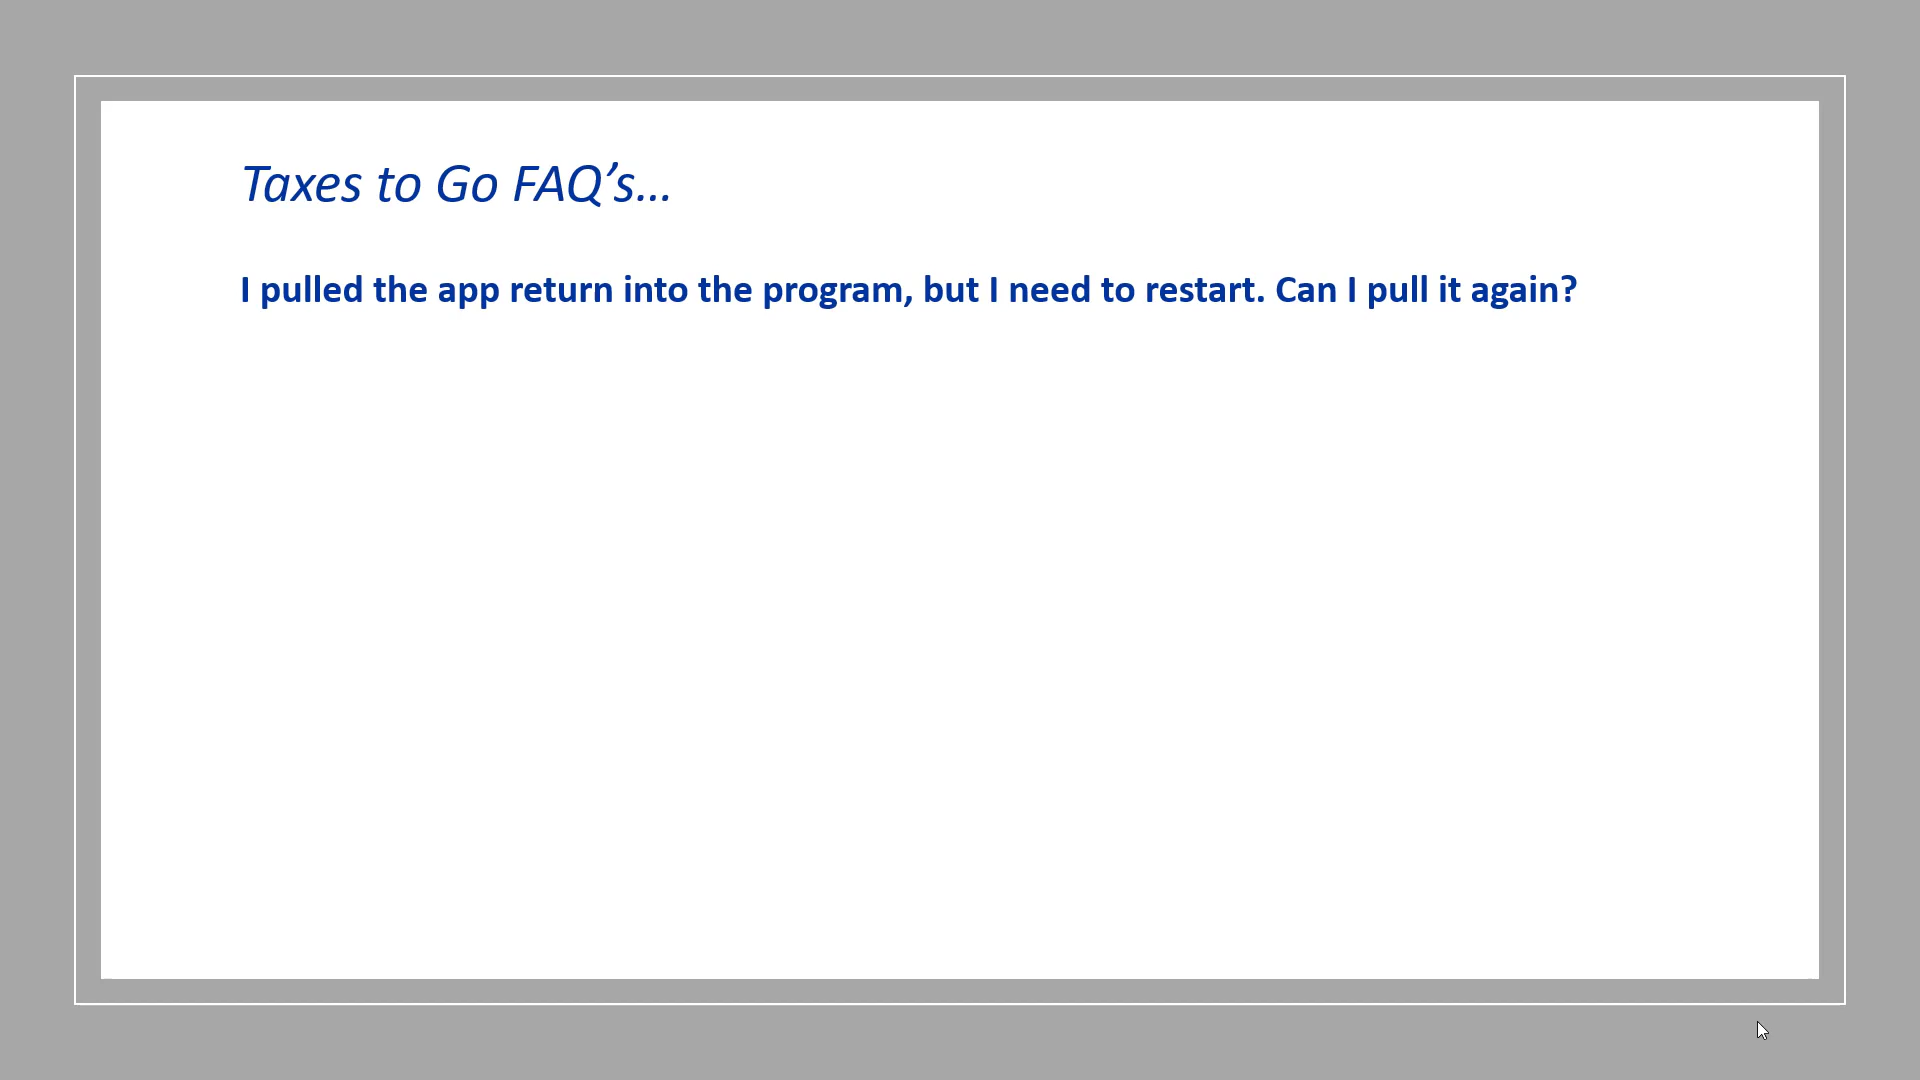 Taxes to Go FAQ’s…
I pulled the app return into the program, but I need to restart. Can I pull it again?